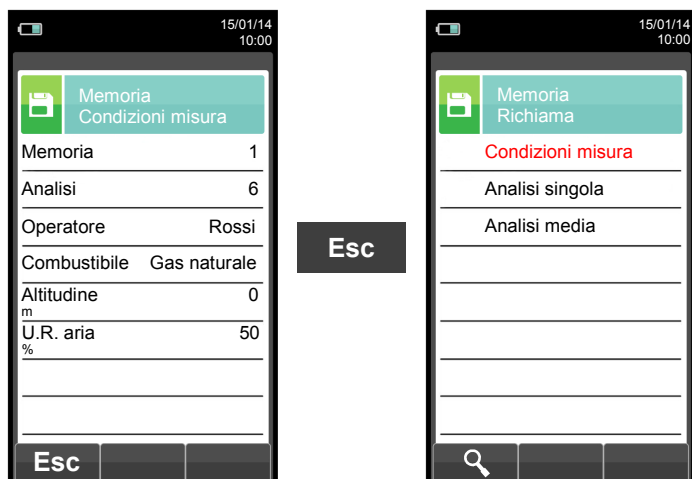 15/01/14
10:00
Memoria
Condizioni misura
Memoria 1
Analisi 6
Operatore Rossi
Combustibile Gas naturale
Altitudine 0
m
U.R. aria 50
%
Esc
Esc
15/01/14
10:00
Memoria
Richiama
Condizioni misura
Analisi singola
Analisi media